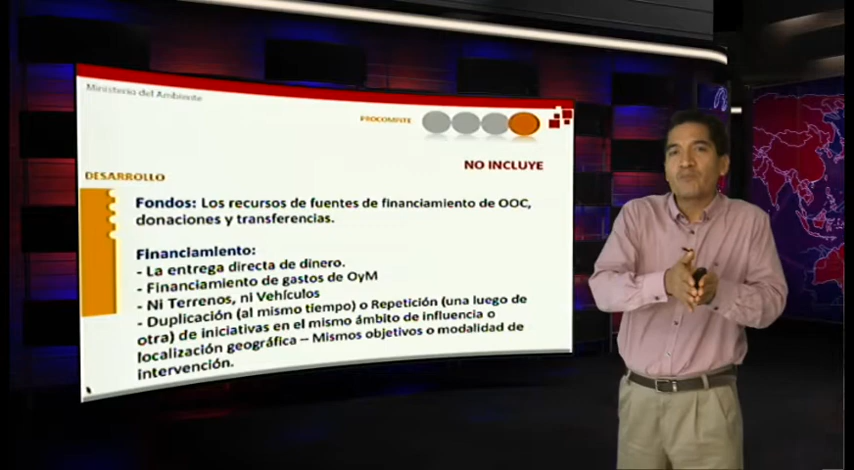 Ministerio del Ambiente
PROCOMPITE
NO INCLUYE
DESARROLLO
Fondos: Los recursos de fuentes de financiamiento de OOC,
donaciones y transferencias.
Financiamiento:
- La entrega directa de dinero.
- Financiamiento de gastos de OyM
- Ni Terrenos, ni Vehículos
- Duplicación (al mismo tiempo) o Repetición (una luego de
otra) de iniciativas en el mismo ámbito de influencia o
localización geográfica – Mismos objetivos o modalidad de
intervención.